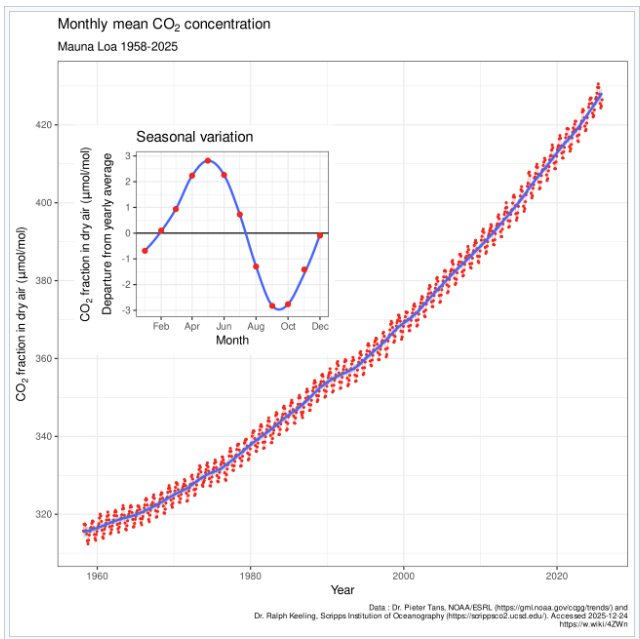 Monthly mean CO₂ concentration
Mauna Loa 1958-2025
CO₂ fraction in dry air (μmol/mol)
420
400
380
360
340
320
1960
1980
2000
2020
Year
Seasonal variation
CO₂ fraction in dry air (μmol/mol)
Departure from yearly average
3
2
1
0
-1
-2
-3
Feb
Apr
Jun
Aug
Oct
Dec
Month
Data : Dr. Pieter Tans, NOAA/ESRL (https://gml.noaa.gov/ccgg/trends/) and
Dr. Ralph Keeling, Scripps Institution of Oceanography (https://scrippsco2.ucsd.edu/). Accessed 2025-12-24
https://w.wiki/4ZWn